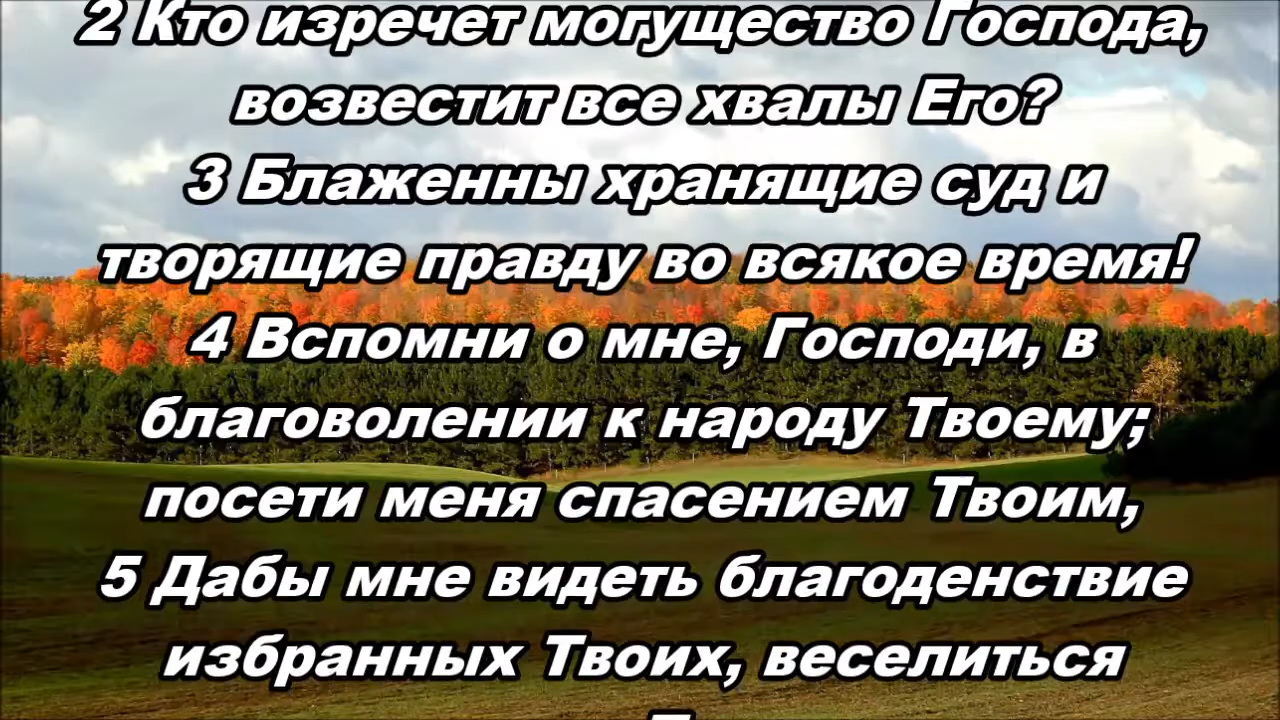 2 Кто изречет могущество Господа,
возвестит все хвалы Его?
3 Блаженны хранящие суд и
творящие правду во всякое время!
4 Вспомни о мне, Господи, в
благоволении к народу Твоему;
посети меня спасением Твоим,
5 Дабы мне видеть благоденствие
избранных Твоих, веселиться